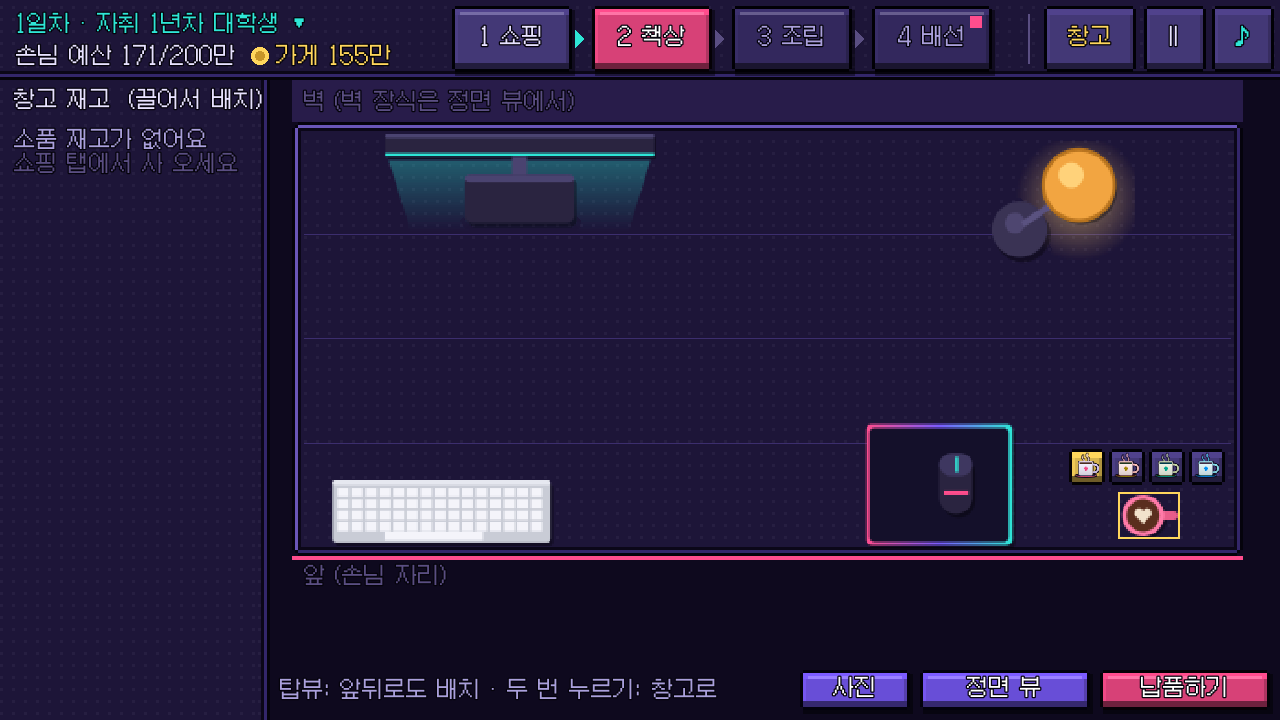 1일차 · 자취 1년차 대학생 ▼
손님 예산 171/200만 가게 155만
1 쇼핑
2 책상
3 조립
4 배선
창고
||
♪
창고 재고 (끌어서 배치)
소품 재고가 없어요
쇼핑 탭에서 사 오세요
벽 (벽 장식은 정면 뷰에서)
앞 (손님 자리)
탑뷰: 앞뒤로도 배치 · 두 번 누르기: 창고로
사진
정면 뷰
납품하기